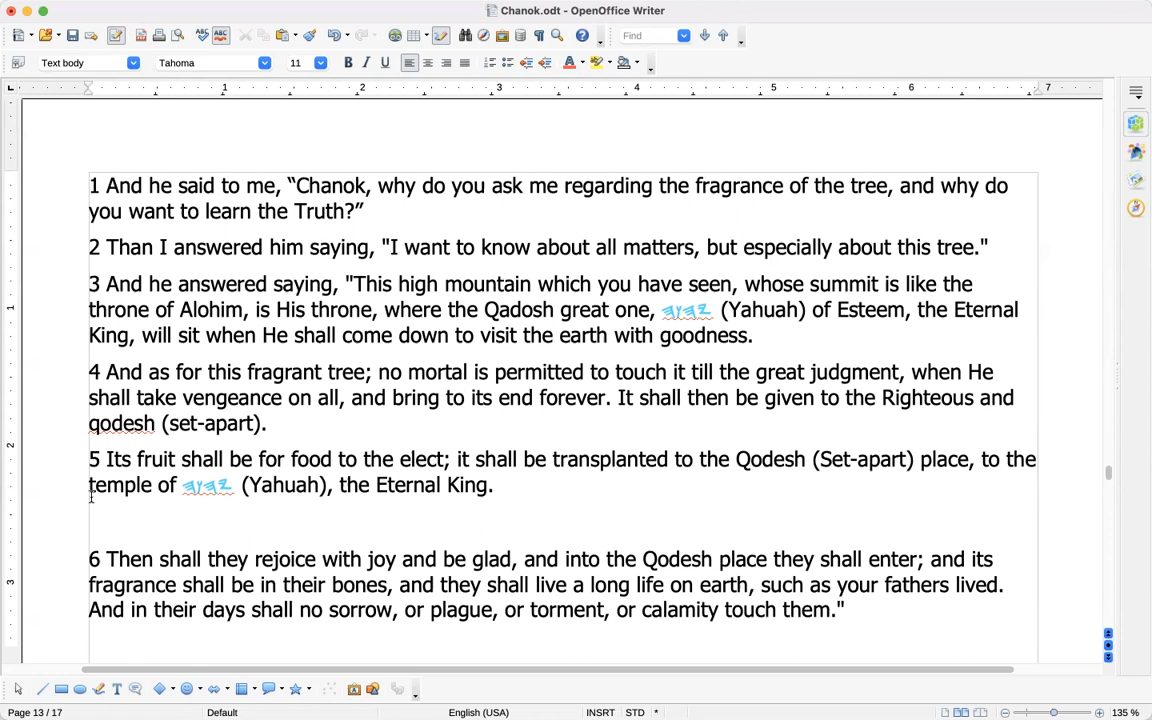 Chanok.odt - OpenOffice Writer
Find
Text body
Tahoma
11
1 2 3 4 5 6 7
1 And he said to me, “Chanok, why do you ask me regarding the fragrance of the tree, and why do
you want to learn the Truth?”
2 Than I answered him saying, "I want to know about all matters, but especially about this tree."
3 And he answered saying, "This high mountain which you have seen, whose summit is like the
throne of Alohim, is His throne, where the Qadosh great one, 𐤉𐤄𐤅𐤄 (Yahuah) of Esteem, the Eternal
King, will sit when He shall come down to visit the earth with goodness.
4 And as for this fragrant tree; no mortal is permitted to touch it till the great judgment, when He
shall take vengeance on all, and bring to its end forever. It shall then be given to the Righteous and
qodesh (set-apart).
5 Its fruit shall be for food to the elect; it shall be transplanted to the Qodesh (Set-apart) place, to the
temple of 𐤉𐤄𐤅𐤄 (Yahuah), the Eternal King.
6 Then shall they rejoice with joy and be glad, and into the Qodesh place they shall enter; and its
fragrance shall be in their bones, and they shall live a long life on earth, such as your fathers lived.
And in their days shall no sorrow, or plague, or torment, or calamity touch them."
Page 13 / 17
Default
English (USA)
INSRT
STD
*
135 %